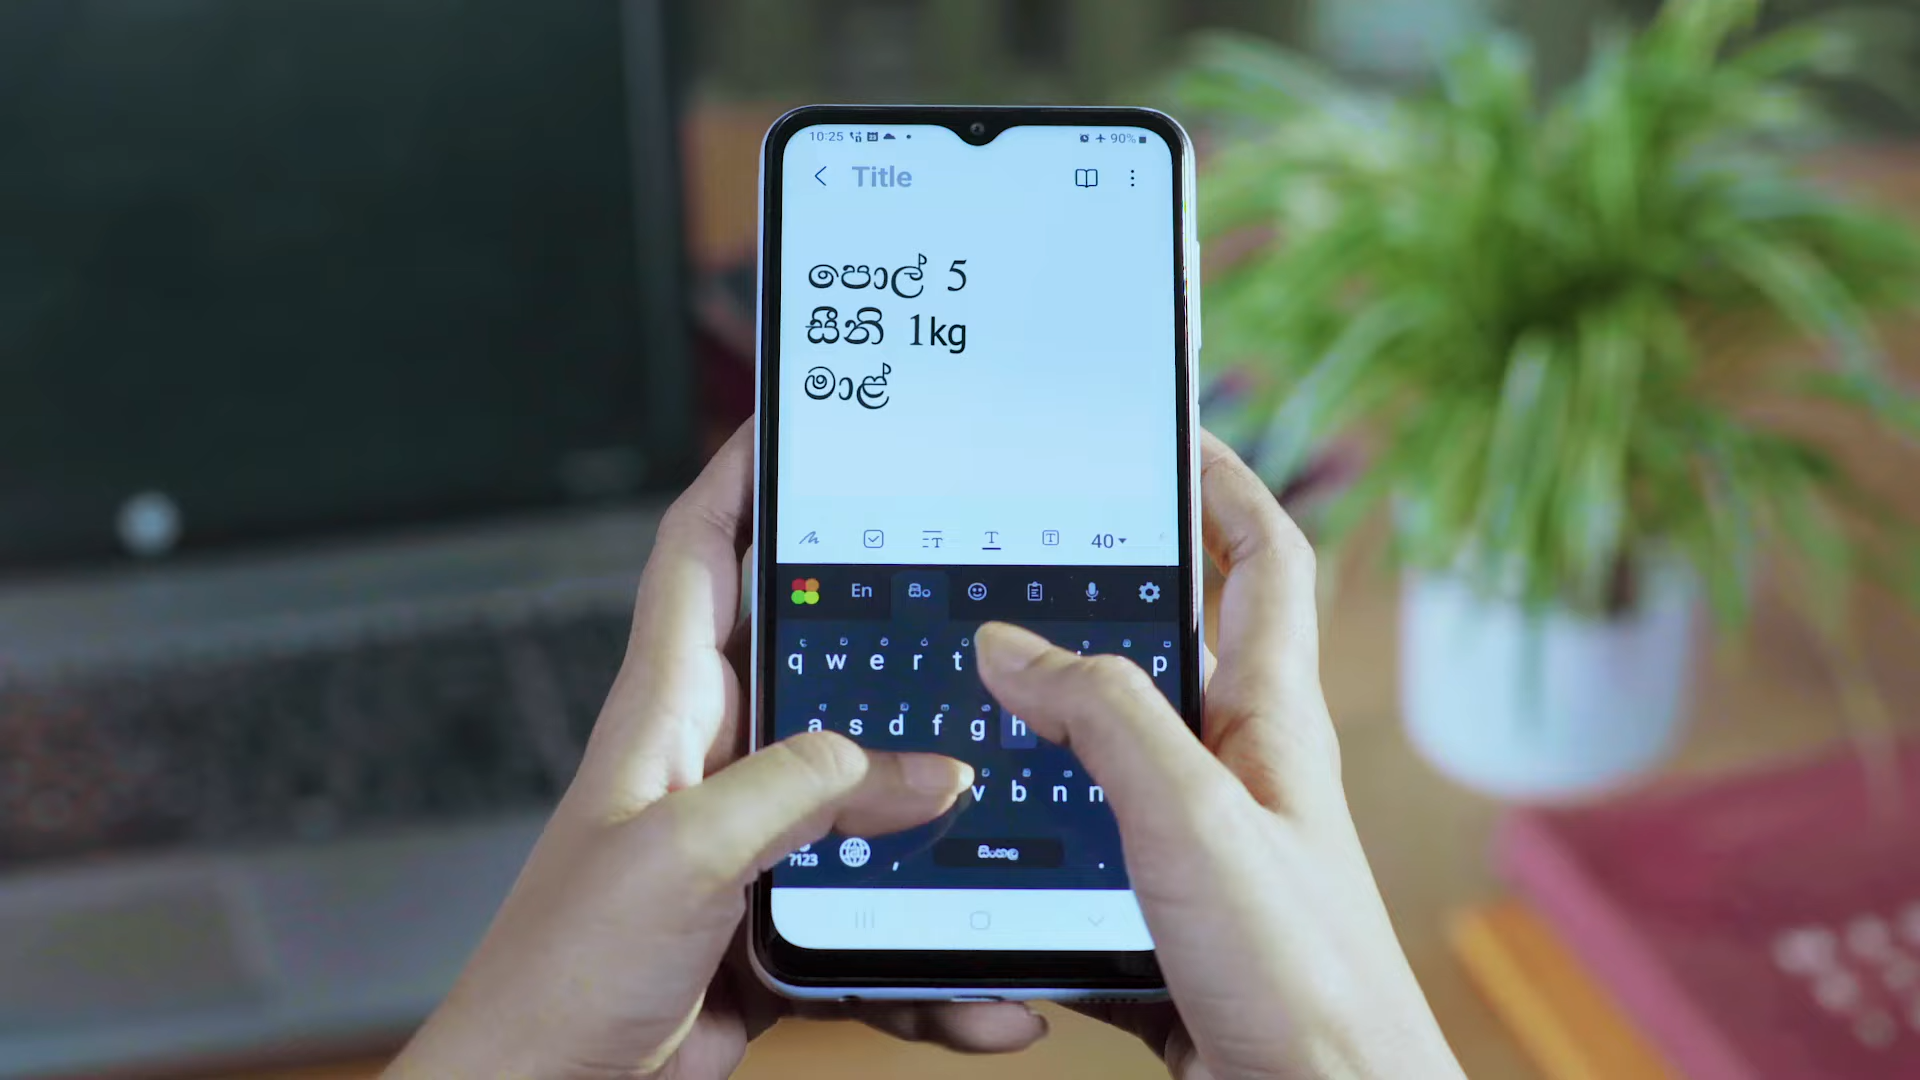 10:25 90%
Title
පොල් 5
සීනි 1kg
මාළ්
40
En සිං
q w e r t p
a s d f g h
v b n
?123 , සිංහල .